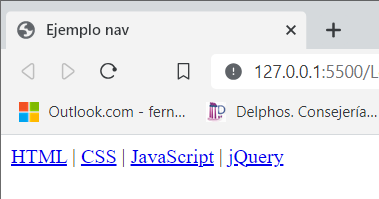 Ejemplo nav
127.0.0.1:5500/L
Outlook.com - fern... Delphos. Consejería...
HTML | CSS | JavaScript | jQuery